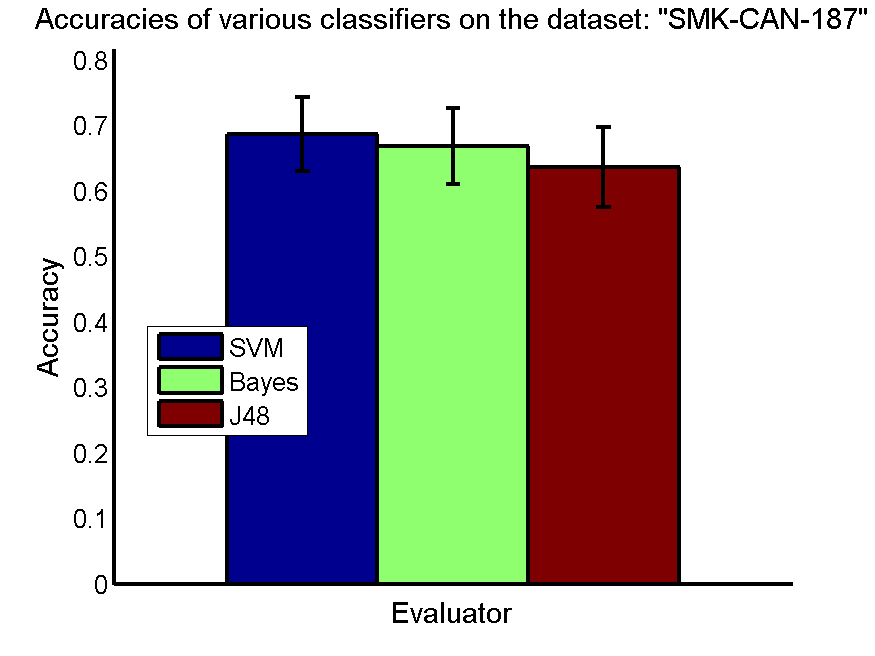 Accuracies of various classifiers on the dataset: "SMK-CAN-187"
0.8
0.7
0.6
0.5
0.4
0.3
0.2
0.1
0
Accuracy
SVM
Bayes
J48
Evaluator